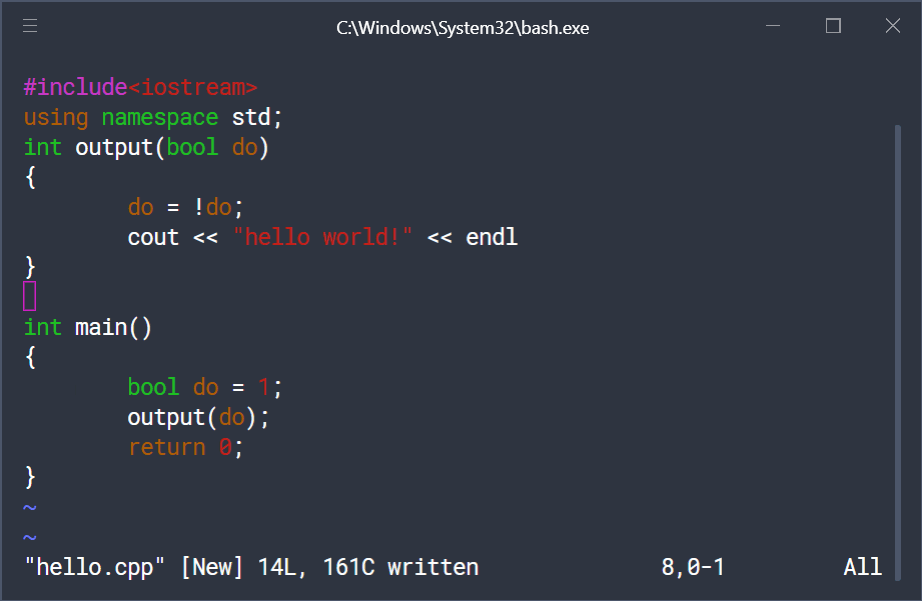 C:\Windows\System32\bash.exe
#include<iostream>
using namespace std;
int output(bool do)
{
        do = !do;
        cout << "hello world!" << endl
}
int main()
{
        bool do = 1;
        output(do);
        return 0;
}
~
~
"hello.cpp" [New] 14L, 161C written 8,0-1 All